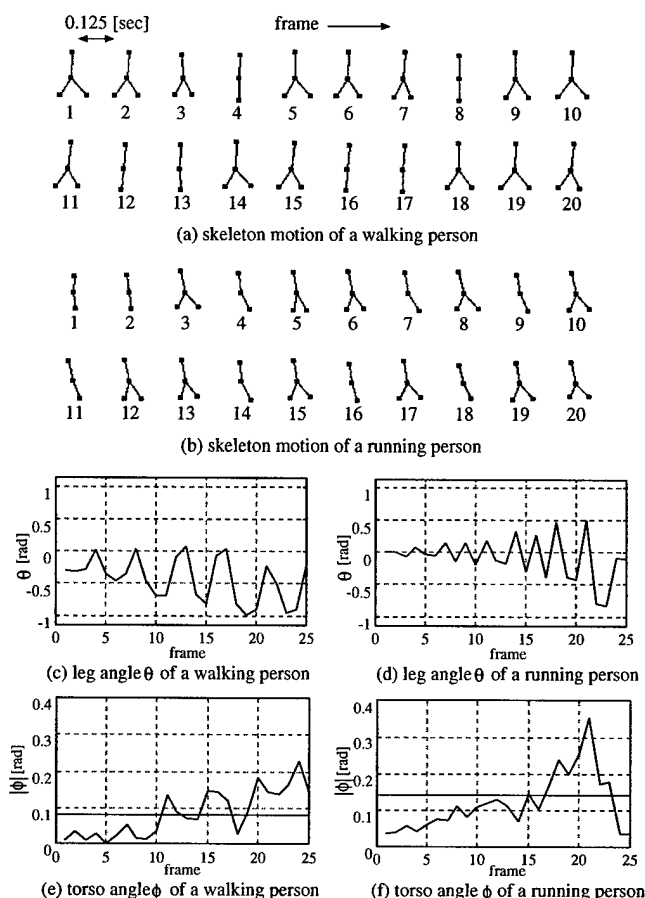 0.125 [sec]
frame
1 2 3 4 5 6 7 8 9 10
11 12 13 14 15 16 17 18 19 20
(a) skeleton motion of a walking person
1 2 3 4 5 6 7 8 9 10
11 12 13 14 15 16 17 18 19 20
(b) skeleton motion of a running person
1
0.5
0
-0.5
-1
θ [rad]
0 5 10 15 20 25
frame
(c) leg angle θ of a walking person
1
0.5
0
-0.5
-1
θ [rad]
0 5 10 15 20 25
frame
(d) leg angle θ of a running person
0.4
0.3
0.2
0.1
0
|ϕ| [rad]
0 5 10 15 20 25
frame
(e) torso angle ϕ of a walking person
0.4
0.3
0.2
0.1
0
|ϕ| [rad]
0 5 10 15 20 25
frame
(f) torso angle ϕ of a running person